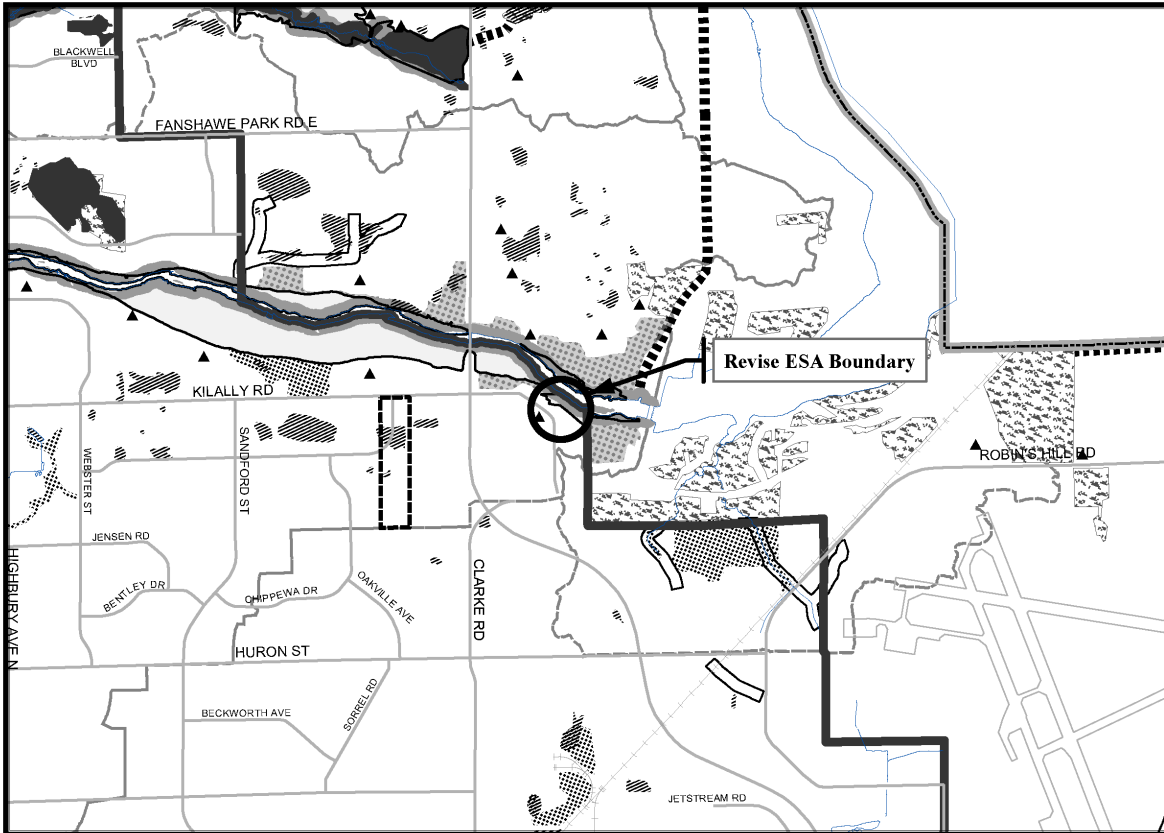 BLACKWELL
BLVD
FANSHAWE PARK RD E
Revise ESA Boundary
KILALLY RD
WEBSTER ST
SANDFORD ST
ROBIN'S HILL RD
JENSEN RD
HIGHBURY AVE N
BENTLEY DR
CHIPPEWA DR
OAKVILLE AVE
CLARKE RD
HURON ST
BECKWORTH AVE
SORREL RD
JETSTREAM RD